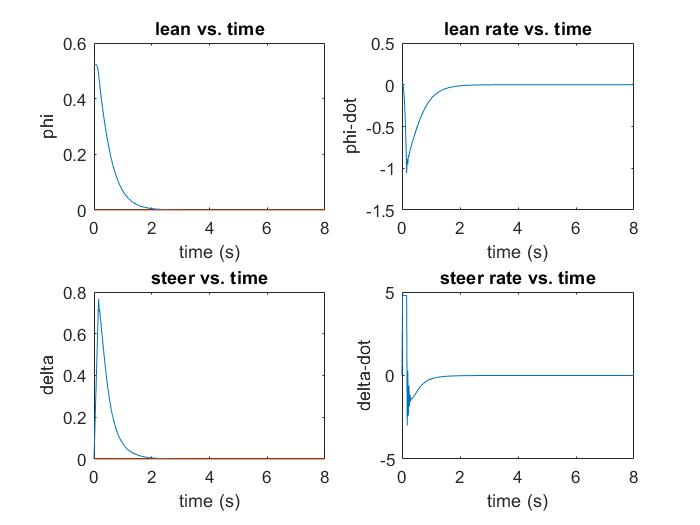 lean vs. time
0.6
0.4
0.2
0
phi
0 2 4 6 8
time (s)
lean rate vs. time
0.5
0
-0.5
-1
-1.5
phi-dot
0 2 4 6 8
time (s)
steer vs. time
0.8
0.6
0.4
0.2
0
delta
0 2 4 6 8
time (s)
steer rate vs. time
5
0
-5
delta-dot
0 2 4 6 8
time (s)